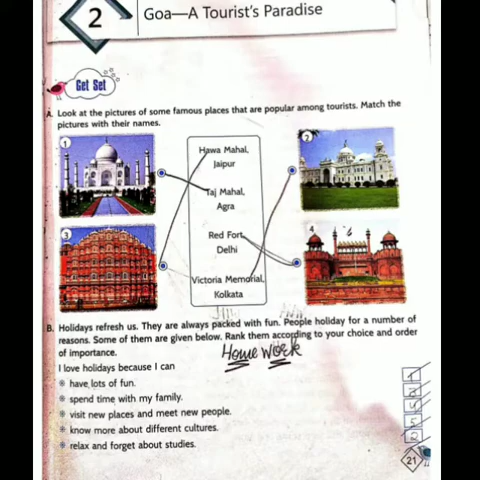 2
Goa—A Tourist's Paradise
Get Set
A. Look at the pictures of some famous places that are popular among tourists. Match the
pictures with their names.
1
2
Hawa Mahal,
Jaipur
Taj Mahal,
Agra
3
4
Red Fort,
Delhi
Victoria Memorial,
Kolkata
B. Holidays refresh us. They are always packed with fun. People holiday for a number of
reasons. Some of them are given below. Rank them according to your choice and order
of importance.
Home work
I love holidays because I can
have lots of fun.
spend time with my family.
visit new places and meet new people.
know more about different cultures.
relax and forget about studies.
21